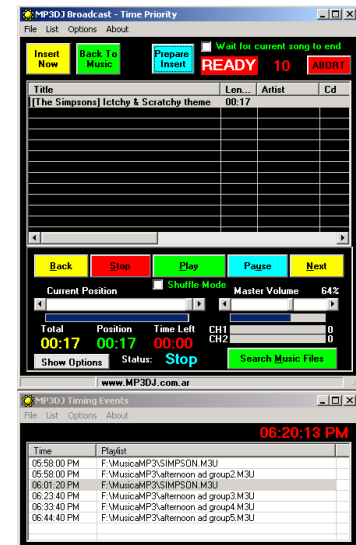 MP3DJ Broadcast - Time Priority
File List Options About
Insert Now
Back To Music
Prepare Insert
Wait for current song to end
READY 10 ABORT
Title Len... Artist Cd
[The Simpsons] Ictchy & Scratchy theme 00:17
Back Stop Play Pause Next
Current Position Shuffle Mode Master Volume 64%
Total Position Time Left CH1 0
00:17 00:17 00:00 CH2 0
Show Options Status: Stop Search Music Files
www.MP3DJ.com.ar
MP3DJ Timing Events
File List Options About
06:20:13 PM
Time Playlist
05:58:00 PM F:\MusicaMP3\SIMPSON.M3U
05:58:00 PM F:\MusicaMP3\afternoon ad group2.M3U
06:01:20 PM F:\MusicaMP3\SIMPSON.M3U
06:23:40 PM F:\MusicaMP3\afternoon ad group3.M3U
06:33:40 PM F:\MusicaMP3\afternoon ad group4.M3U
06:44:40 PM F:\MusicaMP3\afternoon ad group5.M3U